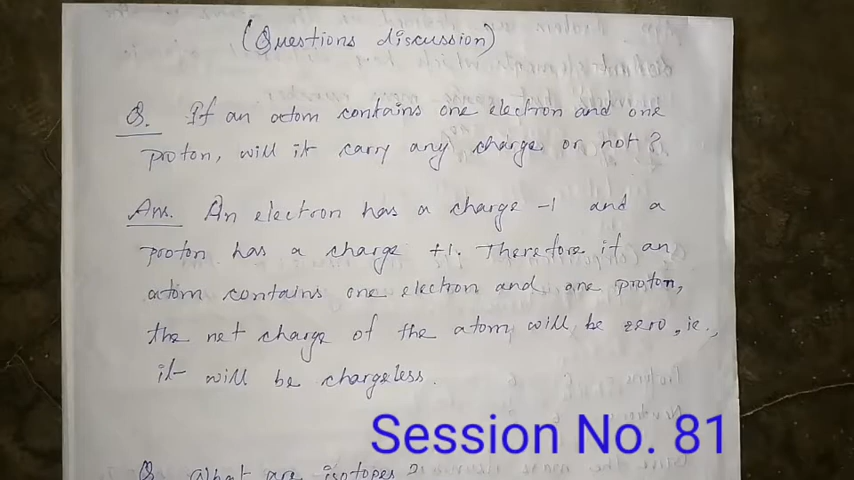 (Questions discussion)
Q. If an atom contains one electron and one
proton, will it carry any charge or not?
Ans. An electron has a charge -1 and a
proton has a charge +1. Therefore if an
atom contains one electron and one proton,
the net charge of the atom will be zero, ie.,
it will be chargeless.
Session No. 81
Q. What are isotopes?